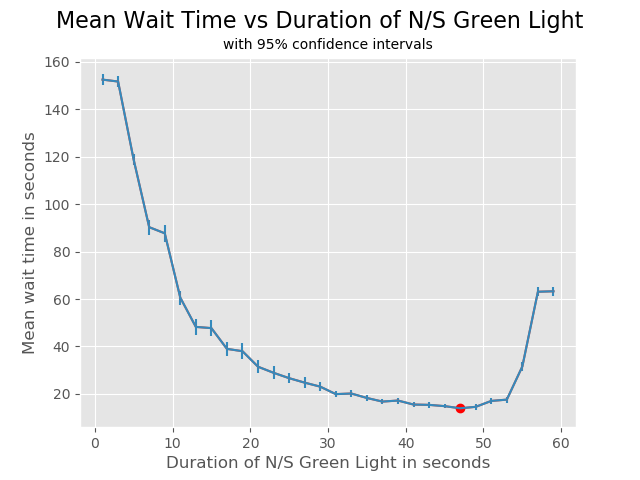 Mean Wait Time vs Duration of N/S Green Light
with 95% confidence intervals
160
140
120
100
80
60
40
20
Mean wait time in seconds
0 10 20 30 40 50 60
Duration of N/S Green Light in seconds